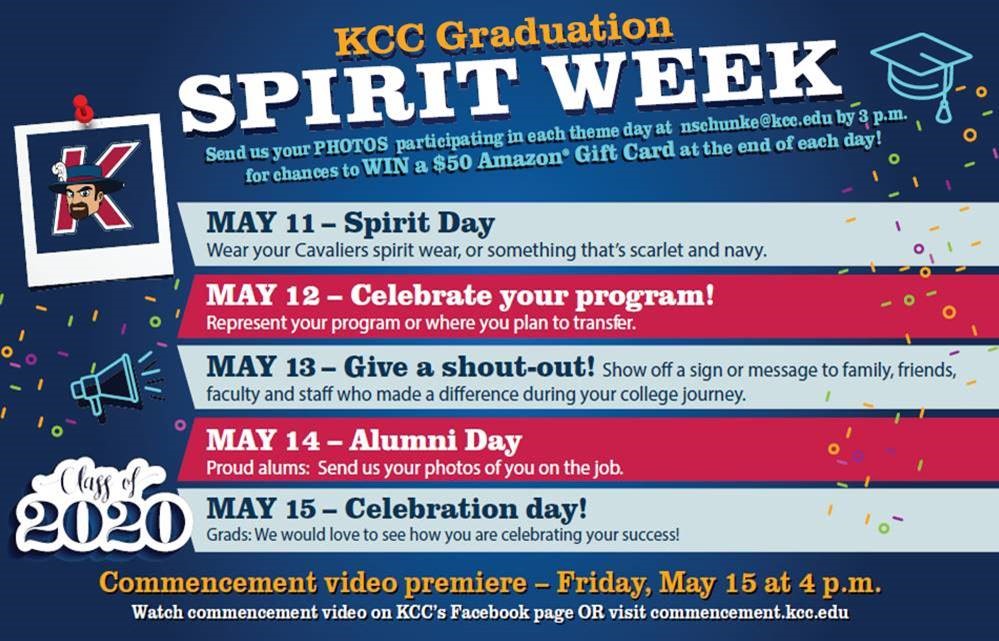 KCC Graduation
SPIRIT WEEK
Send us your PHOTOS participating in each theme day at nschunke@kcc.edu by 3 p.m.
for chances to WIN a $50 Amazon® Gift Card at the end of each day!
K
MAY 11 – Spirit Day
Wear your Cavaliers spirit wear, or something that's scarlet and navy.
MAY 12 – Celebrate your program!
Represent your program or where you plan to transfer.
MAY 13 – Give a shout-out! Show off a sign or message to family, friends,
faculty and staff who made a difference during your college journey.
MAY 14 – Alumni Day
Proud alums: Send us your photos of you on the job.
Class of
2020
MAY 15 – Celebration day!
Grads: We would love to see how you are celebrating your success!
Commencement video premiere – Friday, May 15 at 4 p.m.
Watch commencement video on KCC's Facebook page OR visit commencement.kcc.edu